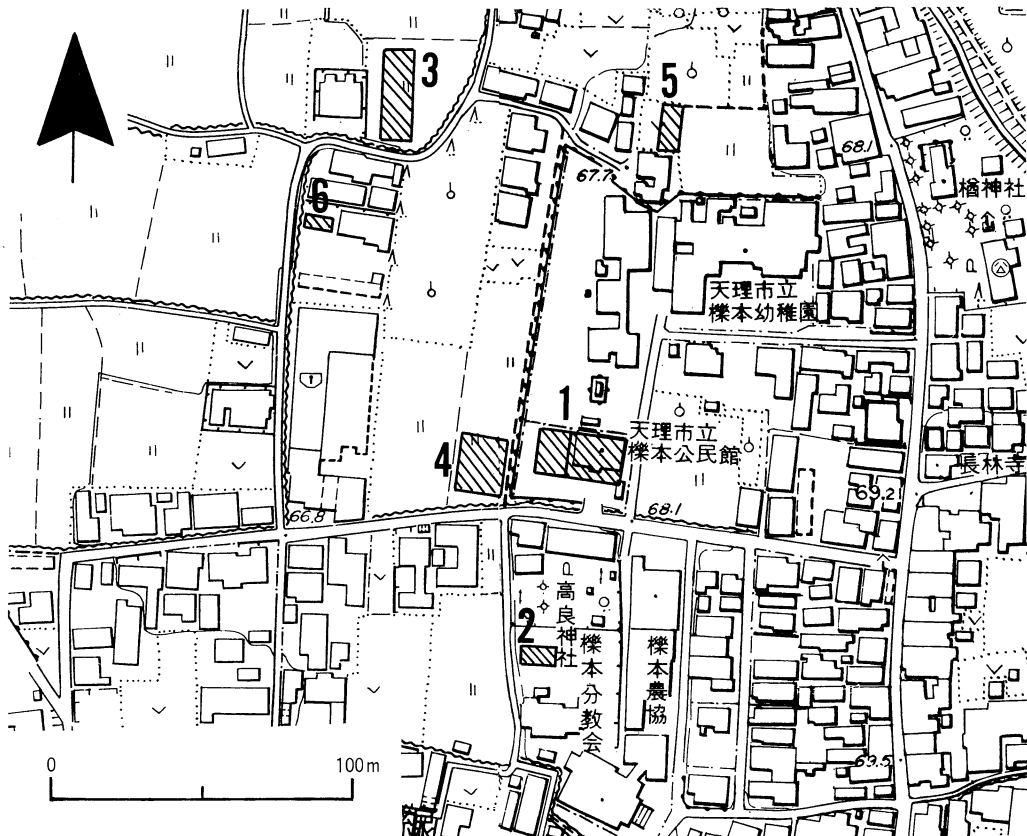 3
5
68.1
67.7
楢神社
6
天理市立
櫟本幼稚園
1
天理市立
櫟本公民館
4
長林寺
69.2
66.8
68.1
高良神社
2
櫟本分教会
櫟本農協
69.5
0
100m